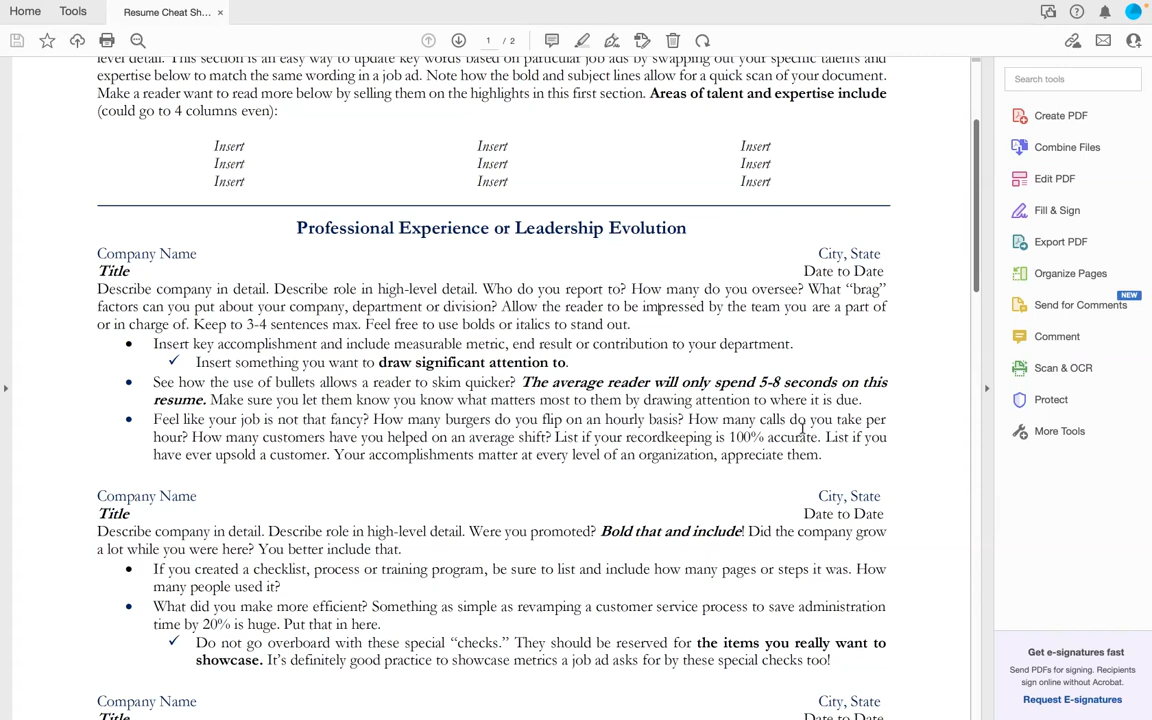 Home Tools Resume Cheat Sh... ×
1 / 2
level detail. This section is an easy way to update key words based on particular job ads by swapping out your specific talents and
expertise below to match the same wording in a job ad. Note how the bold and subject lines allow for a quick scan of your document.
Make a reader want to read more below by selling them on the highlights in this first section. Areas of talent and expertise include
(could go to 4 columns even):
Insert Insert Insert
Insert Insert Insert
Insert Insert Insert
Professional Experience or Leadership Evolution
Company Name City, State
Title Date to Date
Describe company in detail. Describe role in high-level detail. Who do you report to? How many do you oversee? What “brag”
factors can you put about your company, department or division? Allow the reader to be impressed by the team you are a part of
or in charge of. Keep to 3-4 sentences max. Feel free to use bolds or italics to stand out.
• Insert key accomplishment and include measurable metric, end result or contribution to your department.
✓ Insert something you want to draw significant attention to.
• See how the use of bullets allows a reader to skim quicker? The average reader will only spend 5-8 seconds on this
resume. Make sure you let them know you know what matters most to them by drawing attention to where it is due.
• Feel like your job is not that fancy? How many burgers do you flip on an hourly basis? How many calls do you take per
hour? How many customers have you helped on an average shift? List if your recordkeeping is 100% accurate. List if you
have ever upsold a customer. Your accomplishments matter at every level of an organization, appreciate them.
Company Name City, State
Title Date to Date
Describe company in detail. Describe role in high-level detail. Were you promoted? Bold that and include! Did the company grow
a lot while you were here? You better include that.
• If you created a checklist, process or training program, be sure to list and include how many pages or steps it was. How
many people used it?
• What did you make more efficient? Something as simple as revamping a customer service process to save administration
time by 20% is huge. Put that in here.
✓ Do not go overboard with these special “checks.” They should be reserved for the items you really want to
showcase. It’s definitely good practice to showcase metrics a job ad asks for by these special checks too!
Company Name City, State
Title Date to Date
Search tools
Create PDF
Combine Files
Edit PDF
Fill & Sign
Export PDF
Organize Pages
NEW
Send for Comments
Comment
Scan & OCR
Protect
More Tools
Get e-signatures fast
Send PDFs for signing. Recipients
sign online without Acrobat.
Request E-signatures